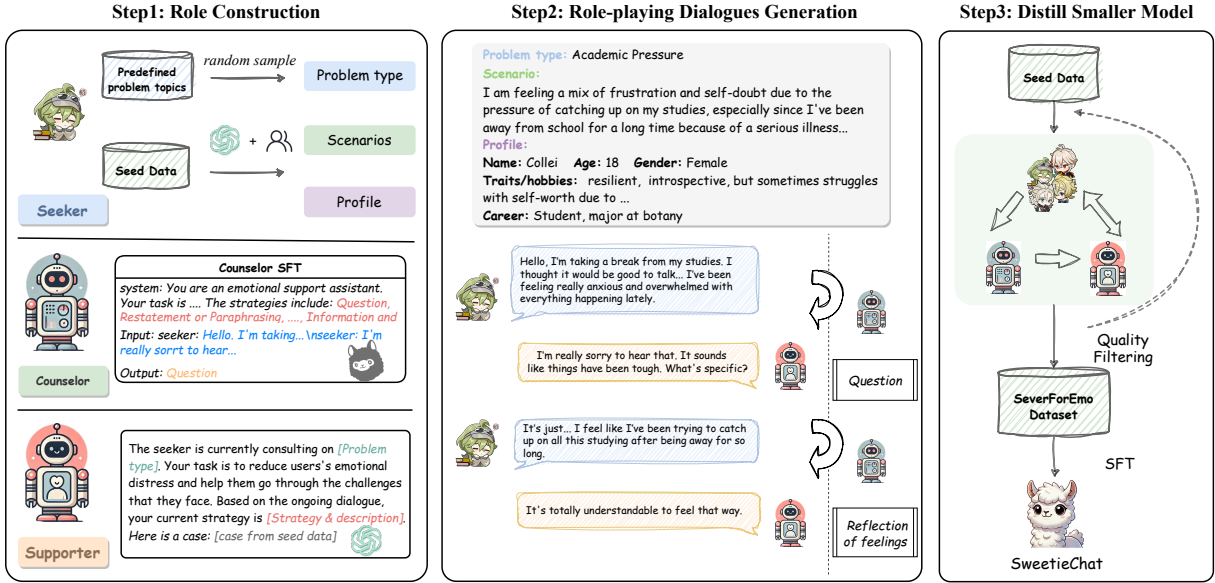 Step1: Role Construction
Predefined
problem topics
random sample
Problem type
+
Scenarios
Seed Data
Profile
Seeker
Counselor SFT
system: You are an emotional support assistant.
Your task is .... The strategies include: Question,
Restatement or Paraphrasing, ...., Information and
Input: seeker: Hello. I'm taking...\nseeker: I'm
really sorrt to hear...
Output: Question
Counselor
The seeker is currently consulting on [Problem
type]. Your task is to reduce users's emotional
distress and help them go through the challenges
that they face. Based on the ongoing dialogue,
your current strategy is [Strategy & description].
Here is a case: [case from seed data]
Supporter
Step2: Role-playing Dialogues Generation
Problem type: Academic Pressure
Scenario:
I am feeling a mix of frustration and self-doubt due to the
pressure of catching up on my studies, especially since I've been
away from school for a long time because of a serious illness...
Profile:
Name: Collei Age: 18 Gender: Female
Traits/hobbies: resilient, introspective, but sometimes struggles
with self-worth due to ...
Career: Student, major at botany
Hello, I'm taking a break from my studies. I
thought it would be good to talk... I've been
feeling really anxious and overwhelmed with
everything happening lately.
I'm really sorry to hear that. It sounds
like things have been tough. What's specific?
Question
It's just... I feel like I've been trying to catch
up on all this studying after being away for so
long.
It's totally understandable to feel that way.
Reflection
of feelings
Step3: Distill Smaller Model
Seed Data
Quality
Filtering
SeverForEmo
Dataset
SFT
SweetieChat